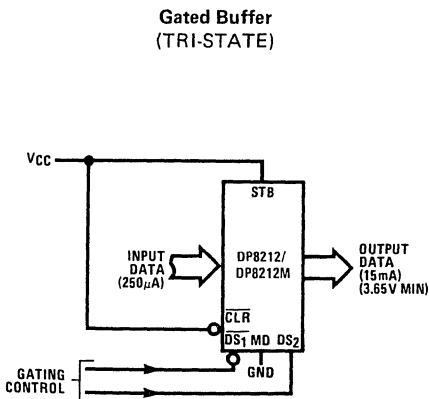 Gated Buffer
(TRI-STATE)
VCC
STB
INPUT
DATA
(250μA)
DP8212/
DP8212M
OUTPUT
DATA
(15mA)
(3.65V MIN)
CLR
DS1 MD DS2
GND
GATING
CONTROL